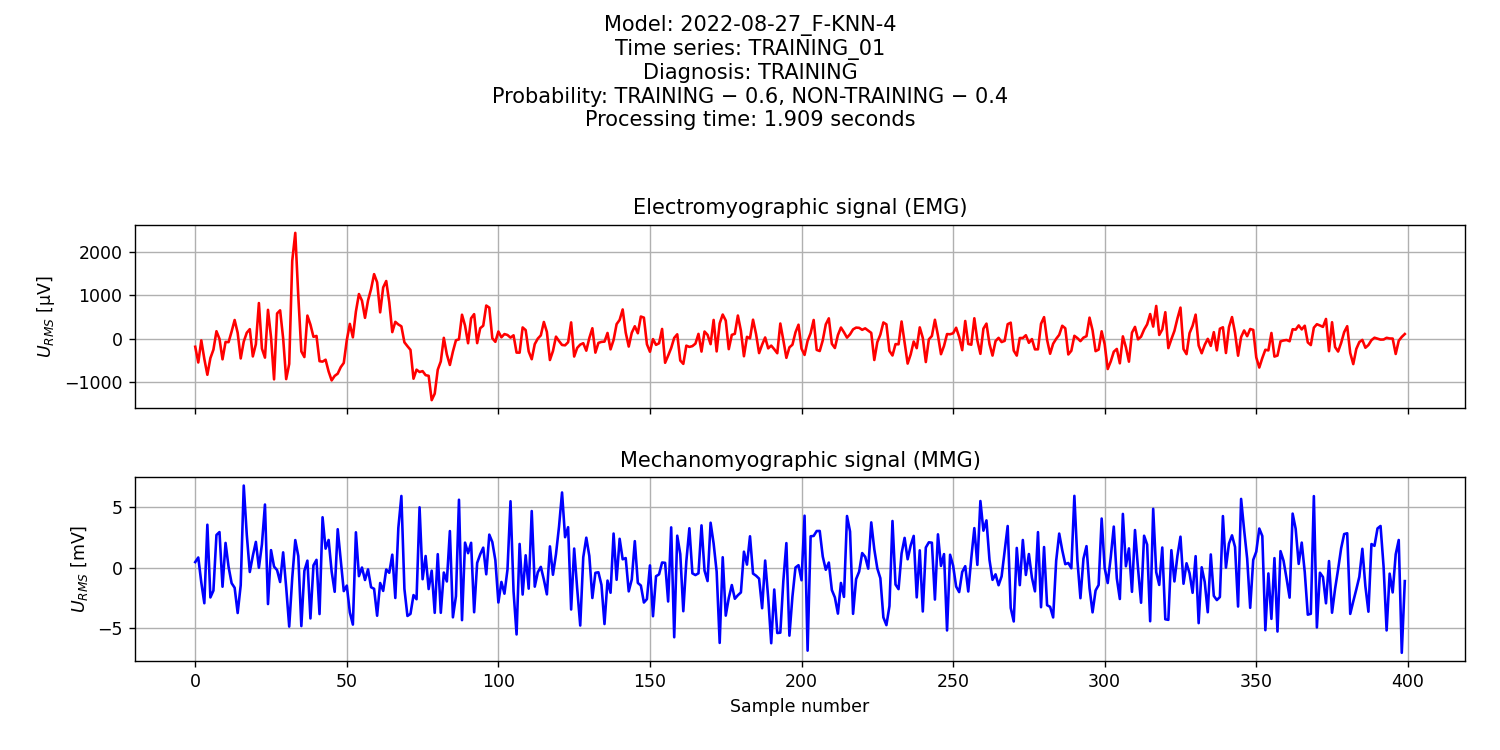 Model: 2022-08-27_F-KNN-4
Time series: TRAINING_01
Diagnosis: TRAINING
Probability: TRAINING − 0.6, NON-TRAINING − 0.4
Processing time: 1.909 seconds
Electromyographic signal (EMG)
2000
1000
0
−1000
U_RMS [µV]
Mechanomyographic signal (MMG)
5
0
−5
U_RMS [mV]
0 50 100 150 200 250 300 350 400
Sample number